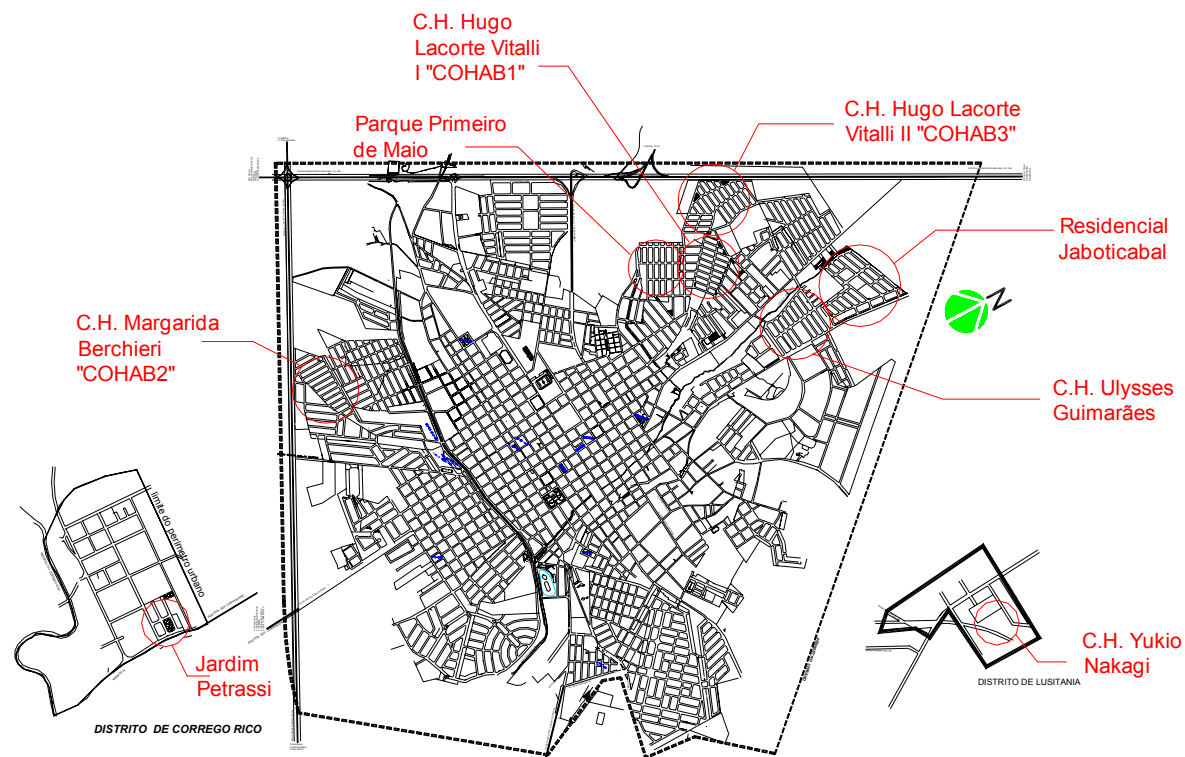 C.H. Hugo
Lacorte Vitalli
I "COHAB1"
C.H. Hugo Lacorte
Vitalli II "COHAB3"
Parque Primeiro
de Maio
Residencial
Jaboticabal
N
C.H. Margarida
Berchieri
"COHAB2"
C.H. Ulysses
Guimarães
limite do perimetro urbano
Jardim
Petrassi
DISTRITO DE CORREGO RICO
C.H. Yukio
Nakagi
DISTRITO DE LUSITANIA